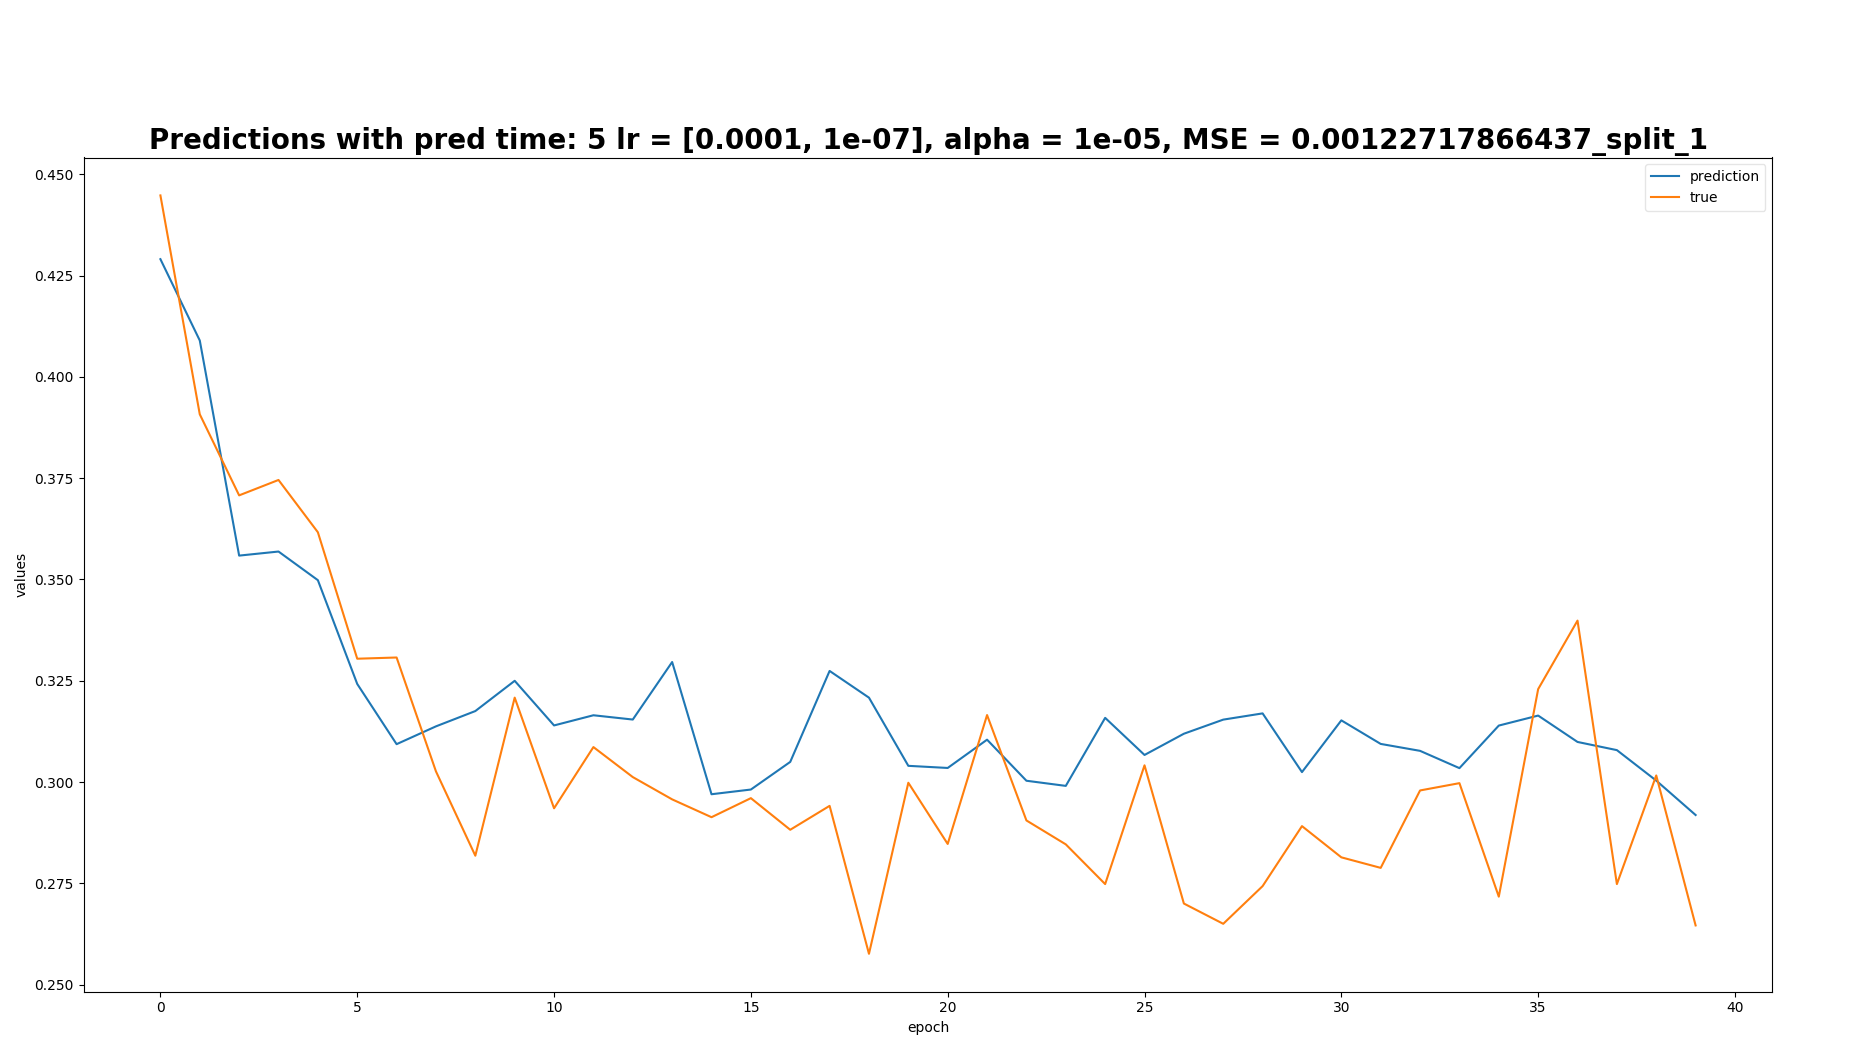 Predictions with pred time: 5 lr = [0.0001, 1e-07], alpha = 1e-05, MSE = 0.00122717866437_split_1
prediction
true
0.450
0.425
0.400
0.375
0.350
0.325
0.300
0.275
0.250
values
0 5 10 15 20 25 30 35 40
epoch